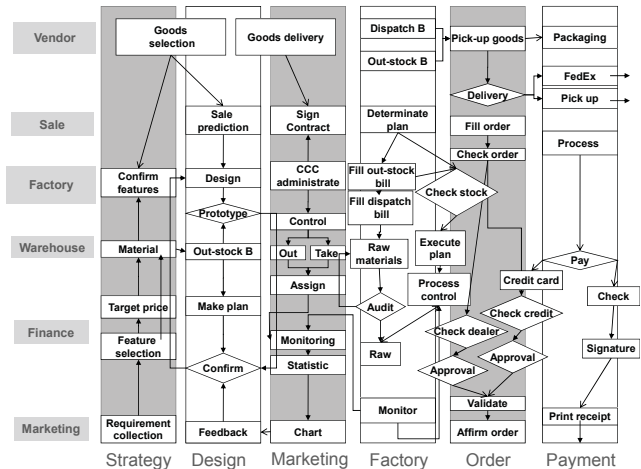 Vendor
Sale
Factory
Warehouse
Finance
Marketing
Goods
selection
Goods delivery
Dispatch B
Out-stock B
Pick-up goods
Packaging
FedEx
Delivery
Pick up
Sale
prediction
Sign
Contract
Determinate
plan
Fill order
Check order
Process
Confirm
features
Design
CCC
administrate
Fill out-stock
bill
Check stock
Prototype
Control
Fill dispatch
bill
Material
Out-stock B
Out
Take
Raw
materials
Execute
plan
Pay
Credit card
Assign
Process
control
Check
Target price
Make plan
Audit
Check credit
Feature
selection
Monitoring
Check dealer
Signature
Confirm
Statistic
Raw
Approval
Approval
Requirement
collection
Feedback
Chart
Monitor
Validate
Affirm order
Print receipt
Strategy
Design
Marketing
Factory
Order
Payment